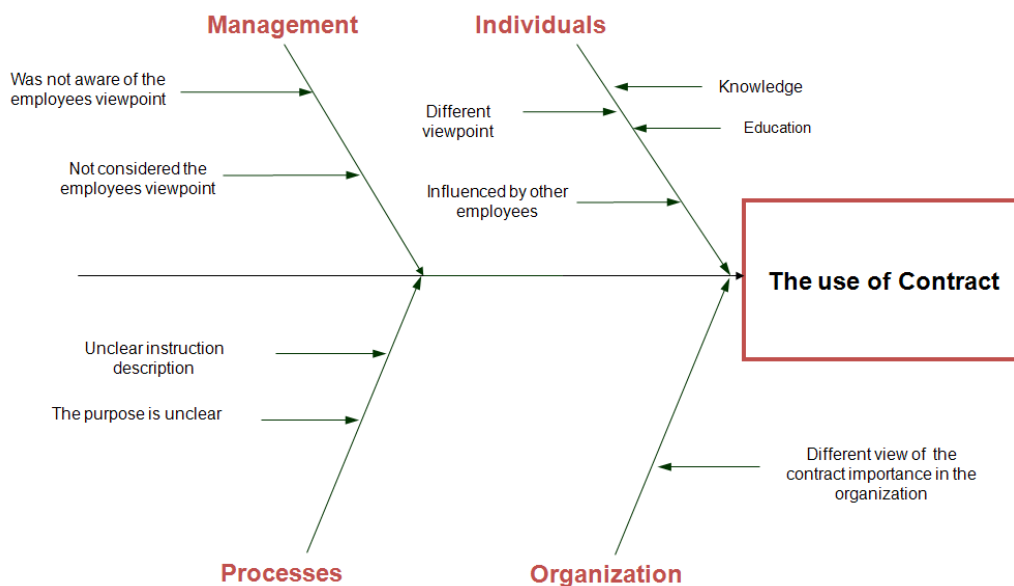 Management
Individuals
Was not aware of the
employees viewpoint
Not considered the
employees viewpoint
Knowledge
Different
viewpoint
Education
Influenced by other
employees
The use of Contract
Unclear instruction
description
The purpose is unclear
Different view of the
contract importance in the
organization
Processes
Organization